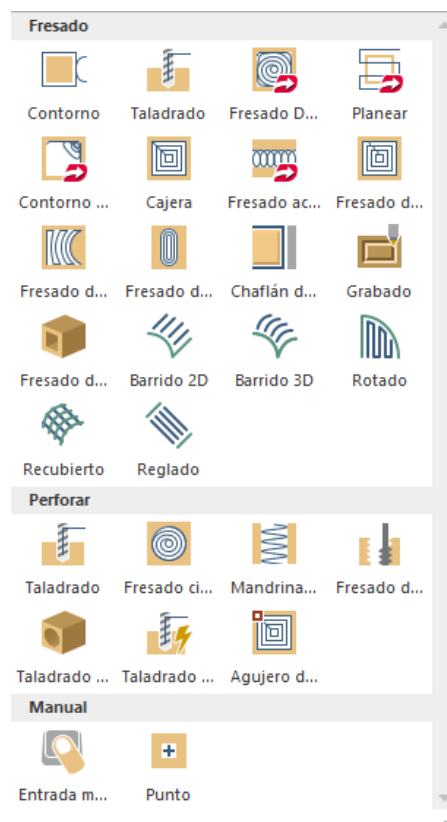 Fresado
Contorno Taladrado Fresado D... Planear
Contorno ... Cajera Fresado ac... Fresado d...
Fresado d... Fresado d... Chaflán d... Grabado
Fresado d... Barrido 2D Barrido 3D Rotado
Recubierto Reglado
Perforar
Taladrado Fresado ci... Mandrina... Fresado d...
Taladrado ... Taladrado ... Agujero d...
Manual
Entrada m... Punto